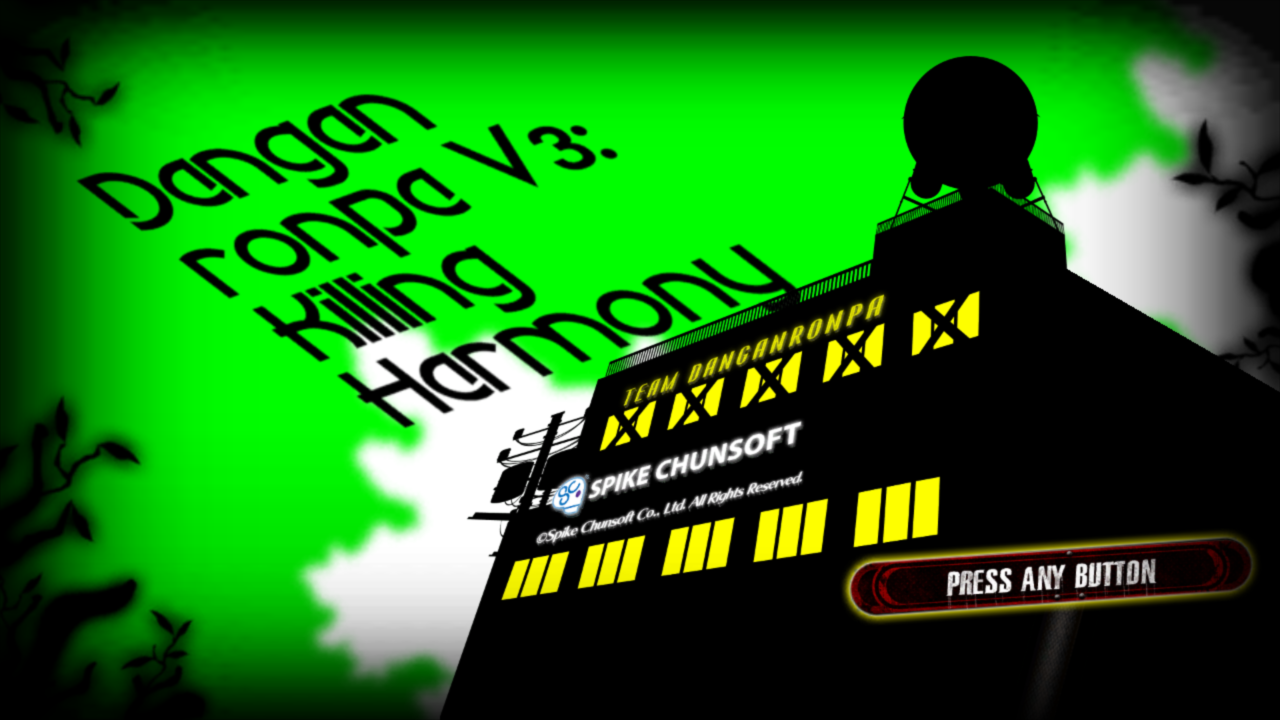 Dangan
ronpa V3:
Killing
Harmony
TEAM DANGANRONPA
SPIKE CHUNSOFT
©Spike Chunsoft Co., Ltd. All Rights Reserved.
PRESS ANY BUTTON